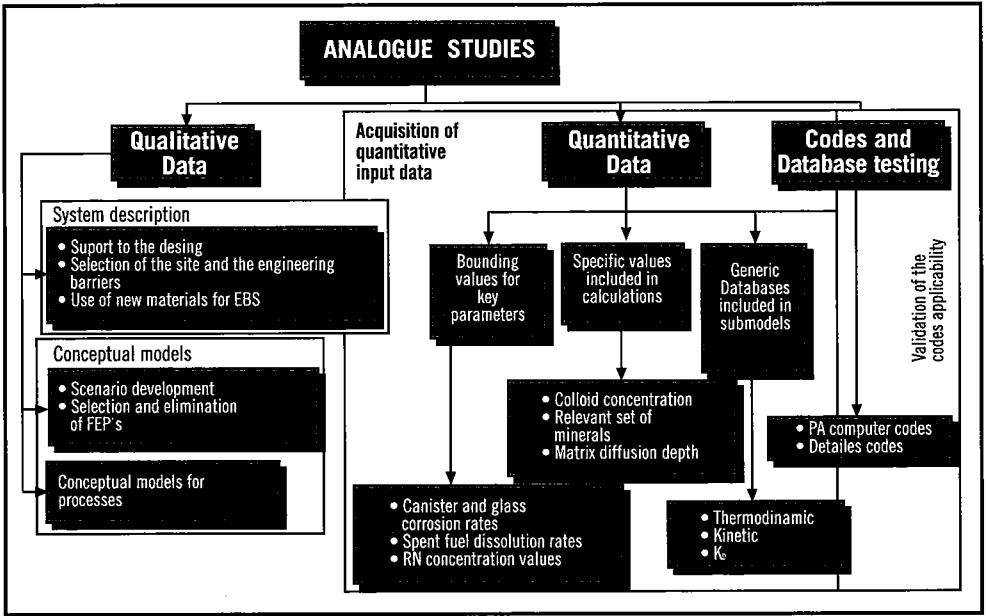 ANALOGUE STUDIES
Qualitative
Data
Acquisition of
quantitative
input data
Quantitative
Data
Codes and
Database testing
System description
• Suport to the desing
• Selection of the site and the engineering
barriers
• Use of new materials for EBS
Conceptual models
• Scenario development
• Selection and elimination
of FEP's
Conceptual models for
processes
Bounding
values for
key
parameters
Specific values
included in
calculations
Generic
Databases
included in
submodels
Validation of the
codes applicability
• Colloid concentration
• Relevant set of
minerals
• Matrix diffusion depth
• PA computer codes
• Detailes codes
• Canister and glass
corrosion rates
• Spent fuel dissolution rates
• RN concentration values
• Thermodinamic
• Kinetic